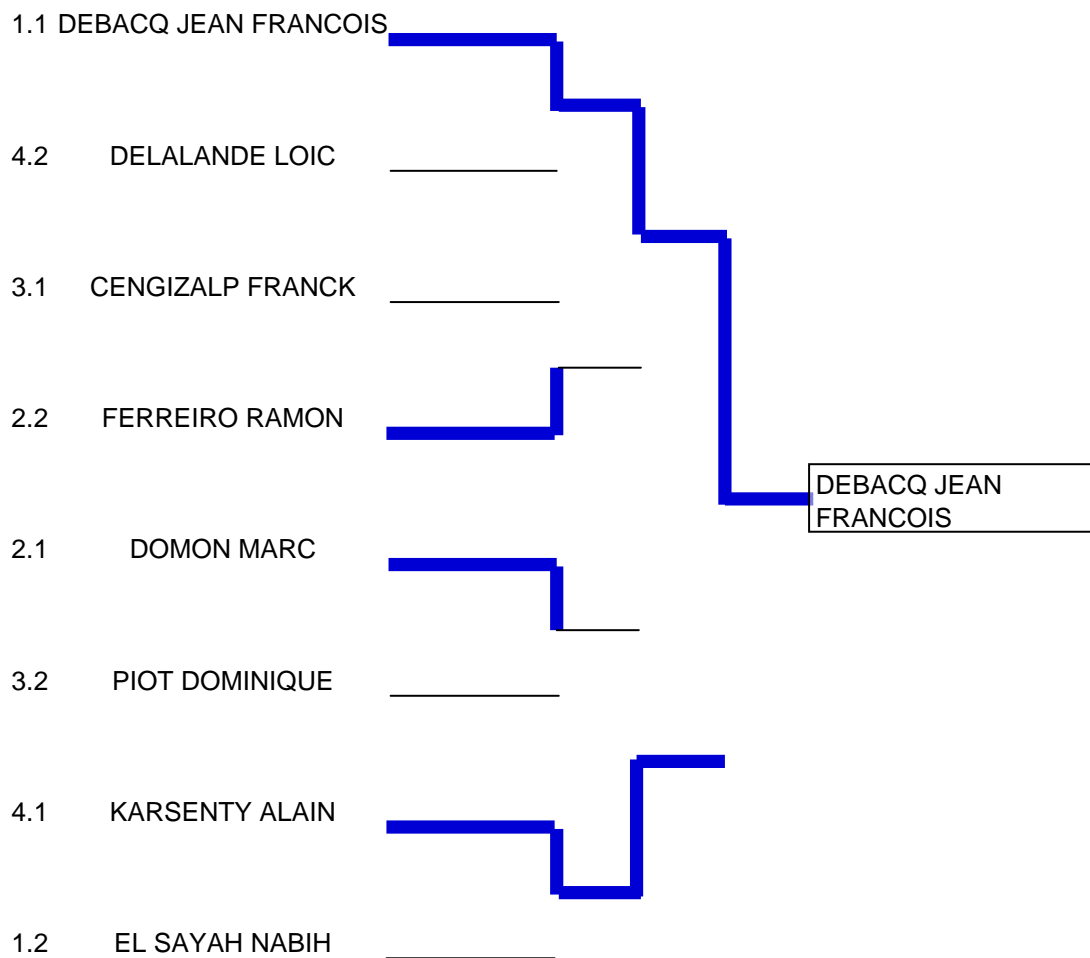 1.1 DEBACQ JEAN FRANCOIS
4.2 DELALANDE LOIC
3.1 CENGIZALP FRANCK
2.2 FERREIRO RAMON
DEBACQ JEAN
FRANCOIS
2.1 DOMON MARC
3.2 PIOT DOMINIQUE
4.1 KARSENTY ALAIN
1.2 EL SAYAH NABIH